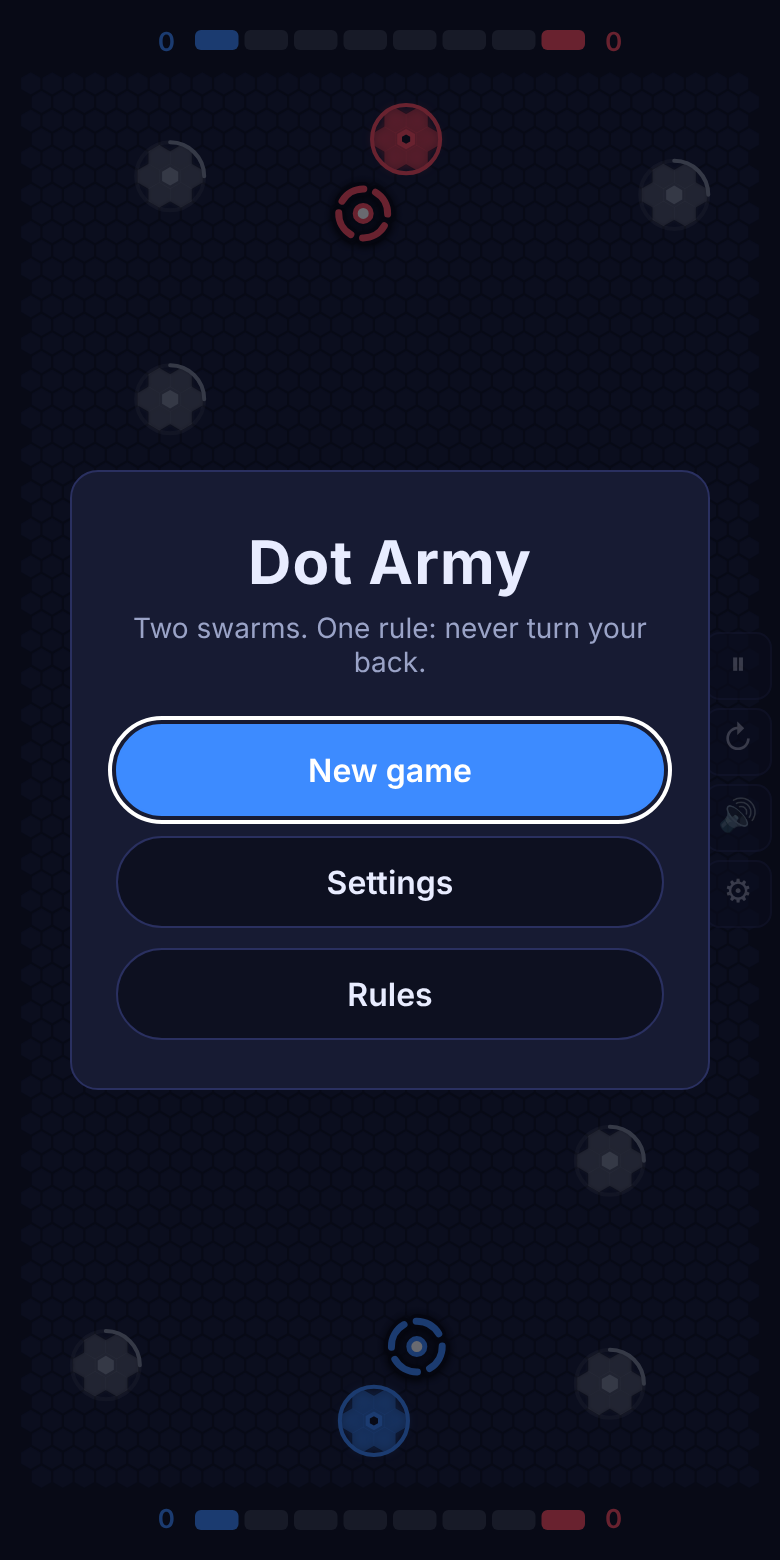 0 0
Dot Army
Two swarms. One rule: never turn your
back.
New game
Settings
Rules
0 0